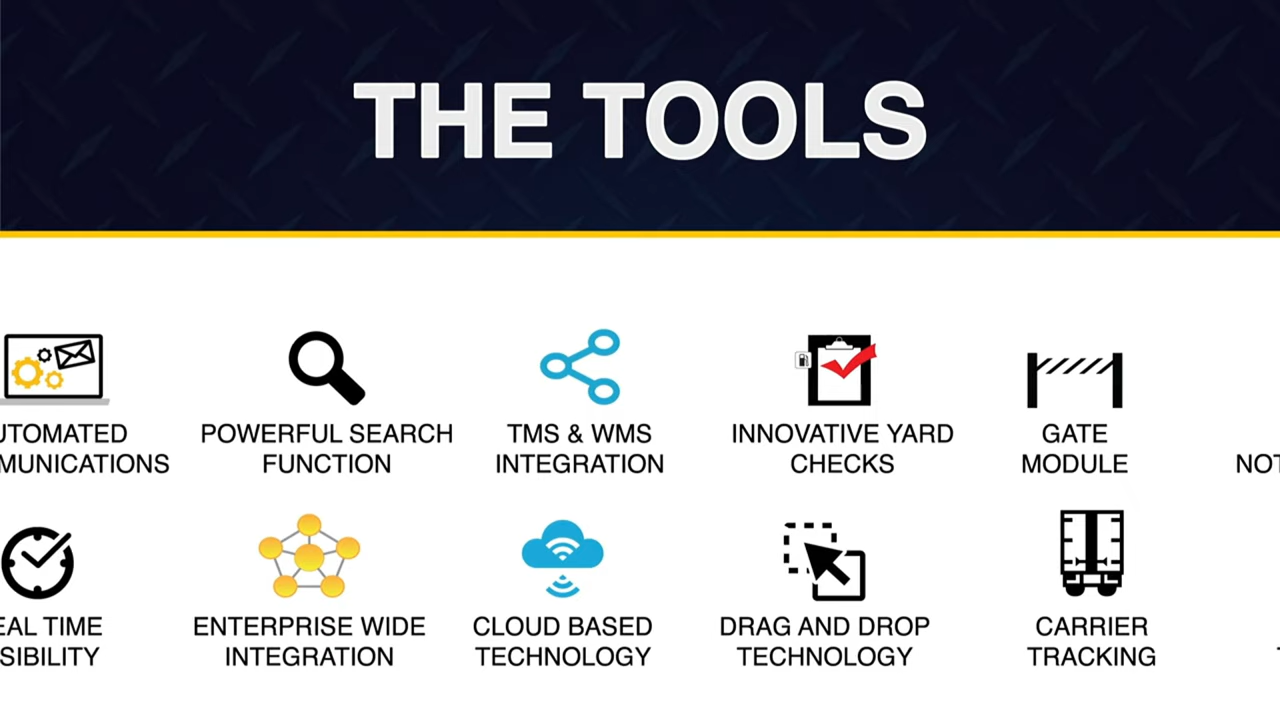 THE TOOLS
UTOMATED POWERFUL SEARCH TMS & WMS INNOVATIVE YARD GATE
MUNICATIONS FUNCTION INTEGRATION CHECKS MODULE NOT
EAL TIME ENTERPRISE WIDE CLOUD BASED DRAG AND DROP CARRIER
SIBILITY INTEGRATION TECHNOLOGY TECHNOLOGY TRACKING